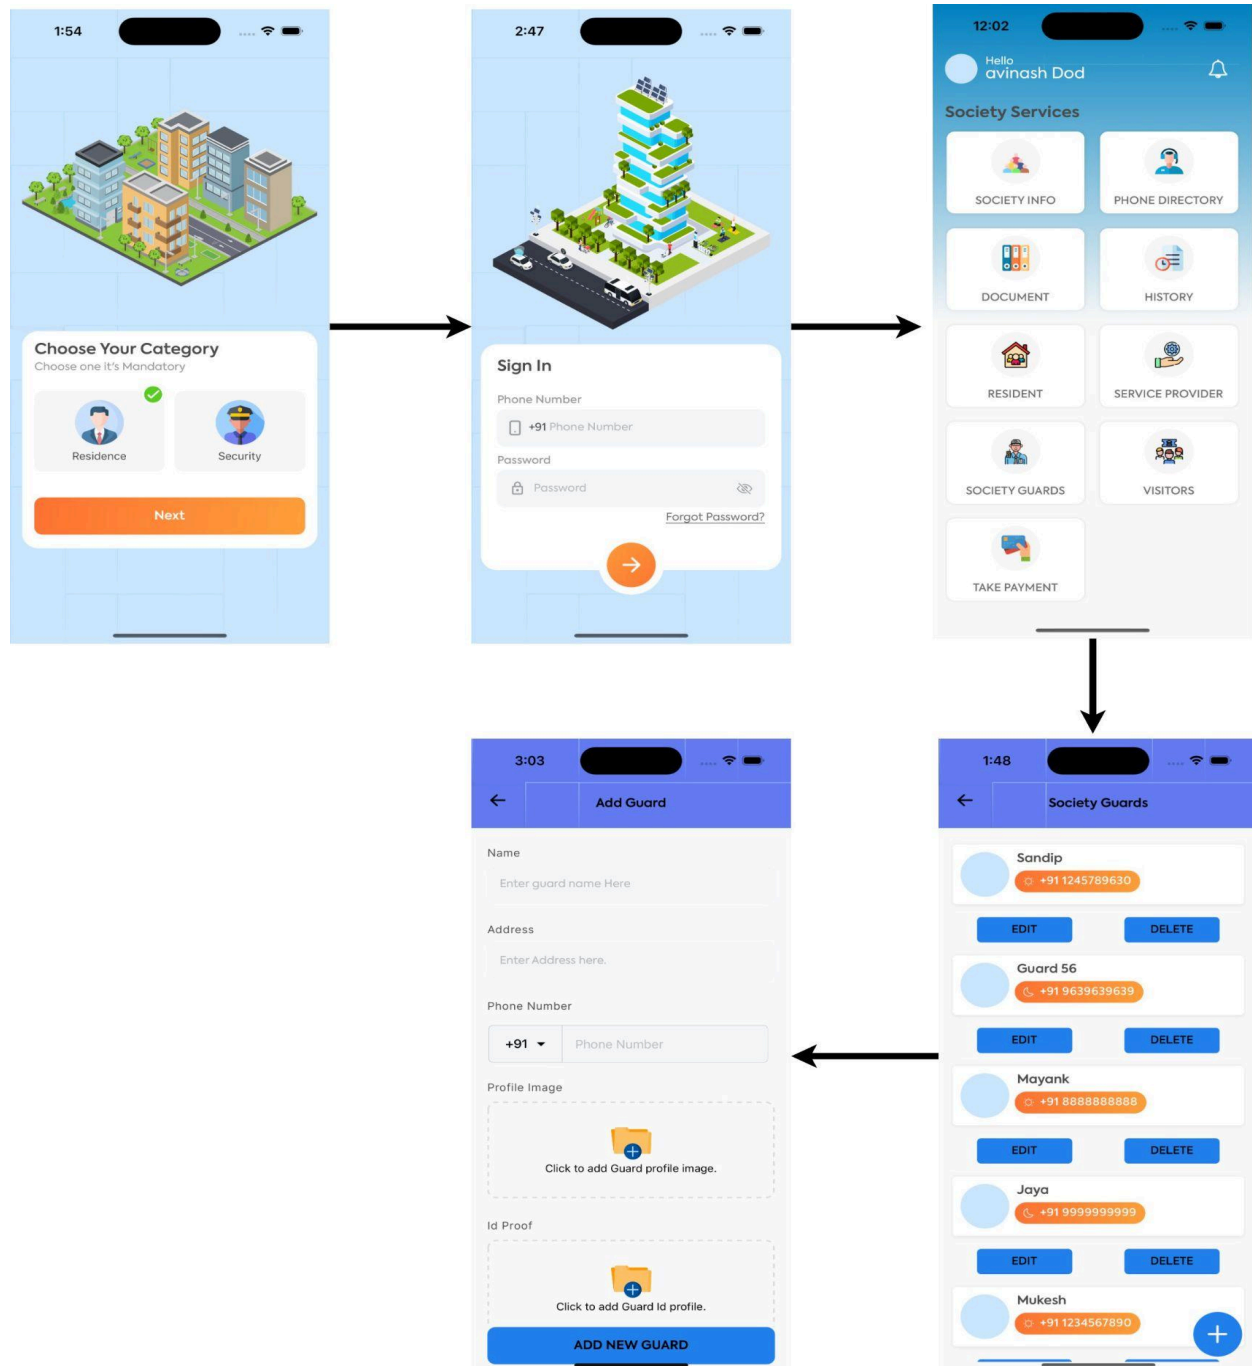 1:54
Choose Your Category
Choose one it's Mandatory
Residence
Security
Next
2:47
Sign In
Phone Number
+91 Phone Number
Password
Password
Forgot Password?
12:02
Hello
avinash Dod
Society Services
SOCIETY INFO
PHONE DIRECTORY
DOCUMENT
HISTORY
RESIDENT
SERVICE PROVIDER
SOCIETY GUARDS
VISITORS
TAKE PAYMENT
1:48
Society Guards
Sandip
+91 1245789630
EDIT
DELETE
Guard 56
+91 9639639639
EDIT
DELETE
Mayank
+91 8888888888
EDIT
DELETE
Jaya
+91 9999999999
EDIT
DELETE
Mukesh
+91 1234567890
3:03
Add Guard
Name
Enter guard name Here
Address
Enter Address here.
Phone Number
+91 Phone Number
Profile Image
Click to add Guard profile image.
Id Proof
Click to add Guard Id profile.
ADD NEW GUARD